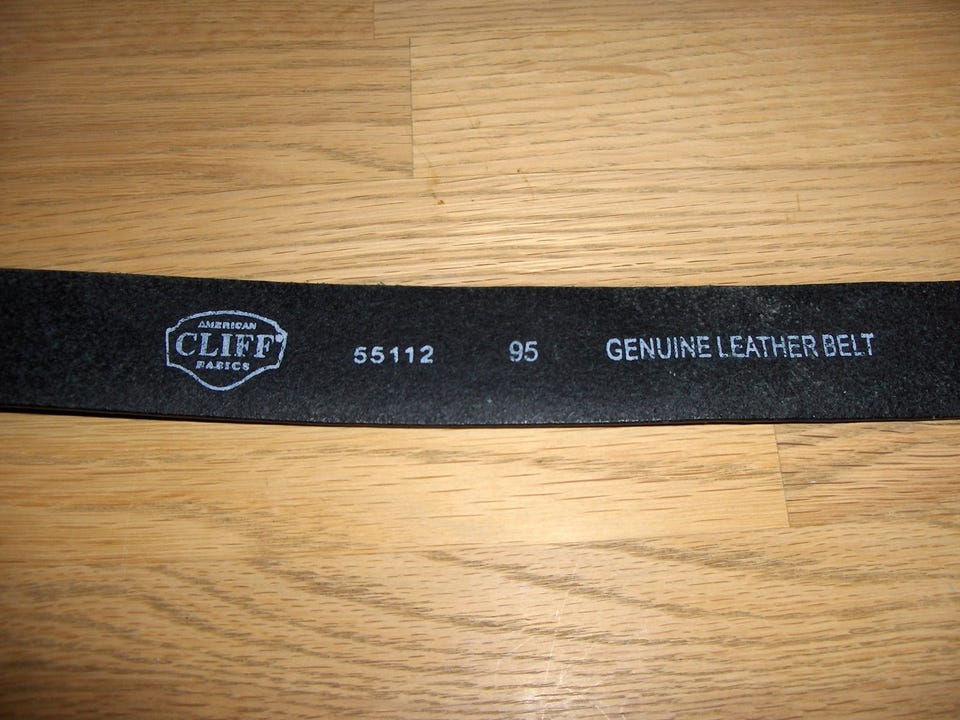 AMERICAN
CLIFF®
BASICS
55112
95
GENUINE LEATHER BELT